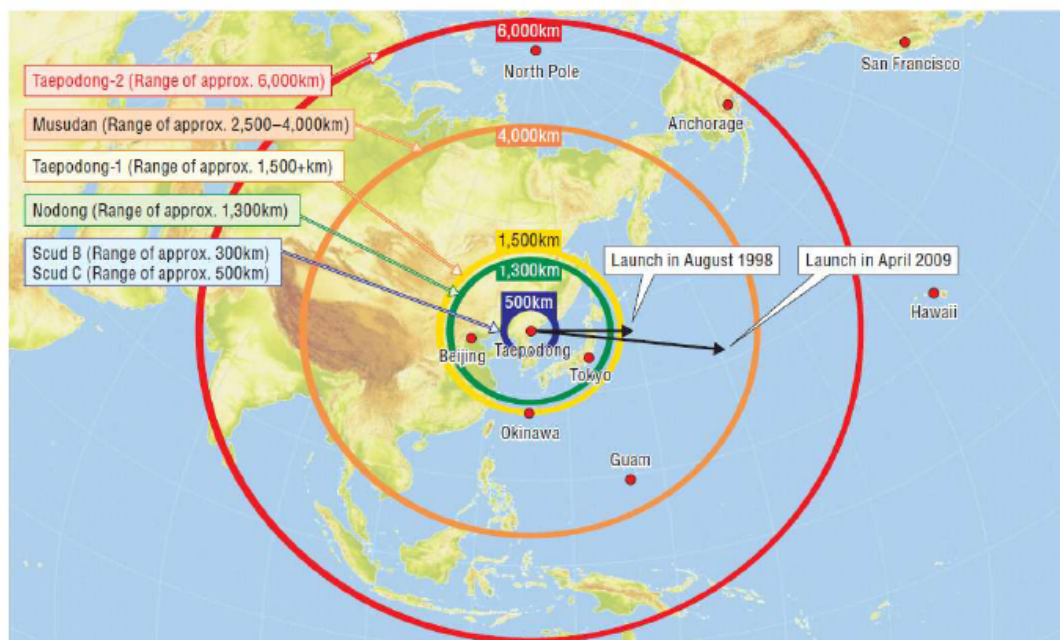 6,000km
North Pole
San Francisco
Taepodong-2 (Range of approx. 6,000km)
Anchorage
Musudan (Range of approx. 2,500–4,000km)
4,000km
Taepodong-1 (Range of approx. 1,500+km)
Nodong (Range of approx. 1,300km)
1,500km
Scud B (Range of approx. 300km)
Scud C (Range of approx. 500km)
1,300km
Launch in August 1998
Launch in April 2009
500km
Hawaii
Beijing
Taepodong
Tokyo
Okinawa
Guam